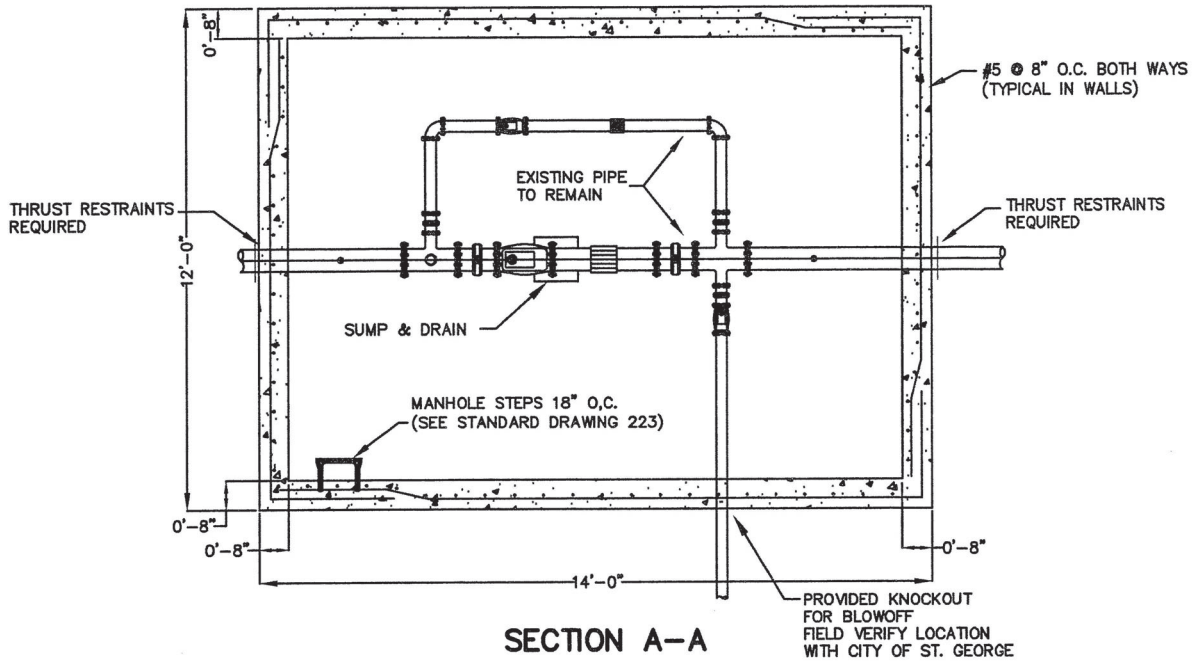 0'-8"
#5 @ 8" O.C. BOTH WAYS
(TYPICAL IN WALLS)
EXISTING PIPE
TO REMAIN
THRUST RESTRAINTS
REQUIRED
THRUST RESTRAINTS
REQUIRED
12'-0"
SUMP & DRAIN
MANHOLE STEPS 18" O,C.
(SEE STANDARD DRAWING 223)
0'-8"
0'-8"
0'-8"
14'-0"
PROVIDED KNOCKOUT
FOR BLOWOFF
FIELD VERIFY LOCATION
WITH CITY OF ST. GEORGE
SECTION A-A